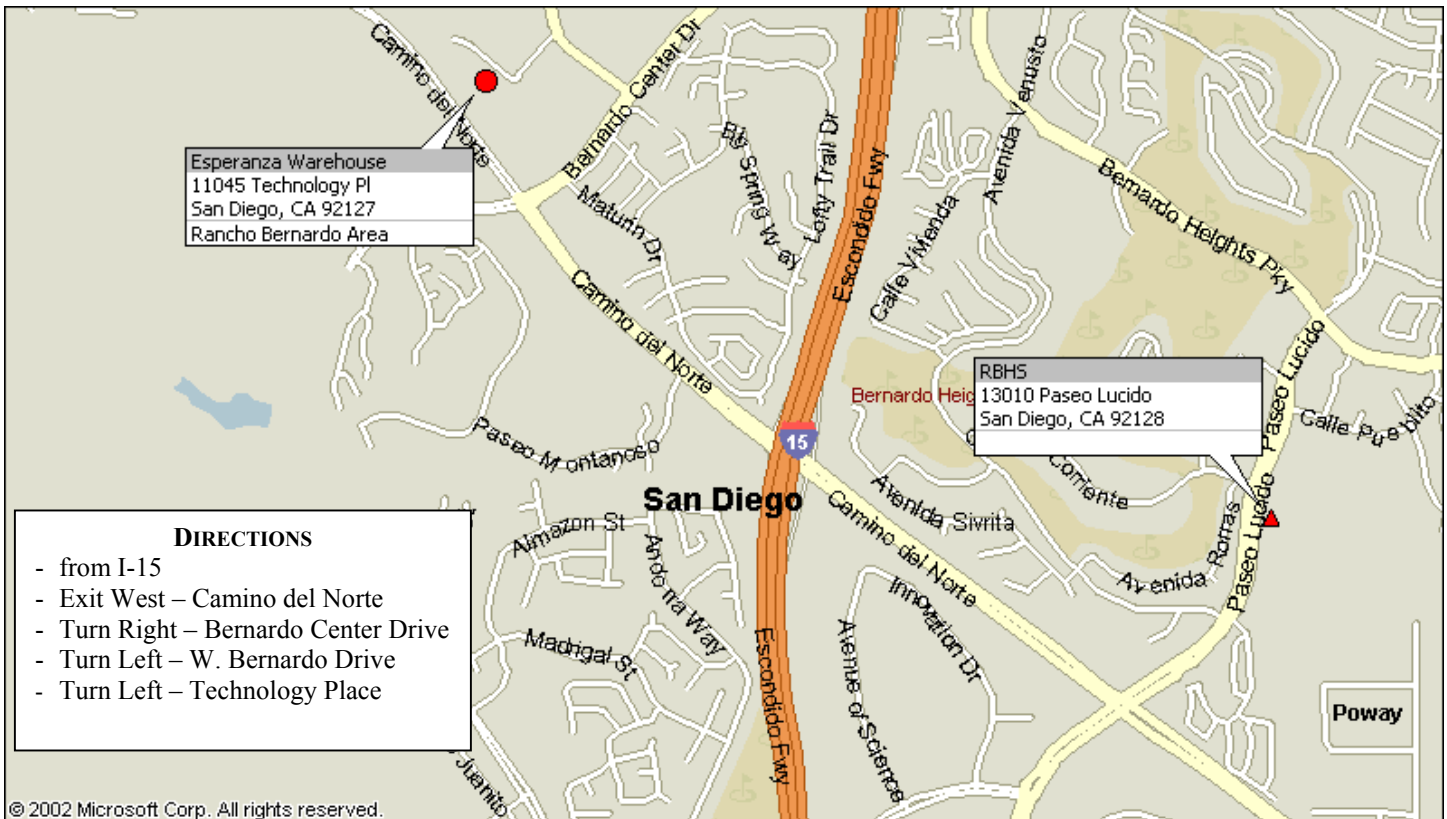 Camino del Norte
Bernardo Center Dr
Esperanza Warehouse
11045 Technology Pl
San Diego, CA 92127
Rancho Bernardo Area
Maturin Dr
Big Spring Way
Lofty Trail Dr
Escondido Fwy
Calle Vivienda
Avenida Venusto
Bernardo Heights Pky
Camino del Norte
Bernardo Heig
RBHS
13010 Paseo Lucido
San Diego, CA 92128
Paseo Lucido
Calle Pueblito
15
Paseo Montanoso
San Diego
Corriente
Avenida Sivrita
Camino del Norte
Paseo Lucido
Avenida Romas
Almazon St
Andorra Way
Madrigal St
Innovation Dr
Avenue of Science
Escondido Fwy
Poway
Juanito
DIRECTIONS
- from I-15
- Exit West – Camino del Norte
- Turn Right – Bernardo Center Drive
- Turn Left – W. Bernardo Drive
- Turn Left – Technology Place
© 2002 Microsoft Corp. All rights reserved.